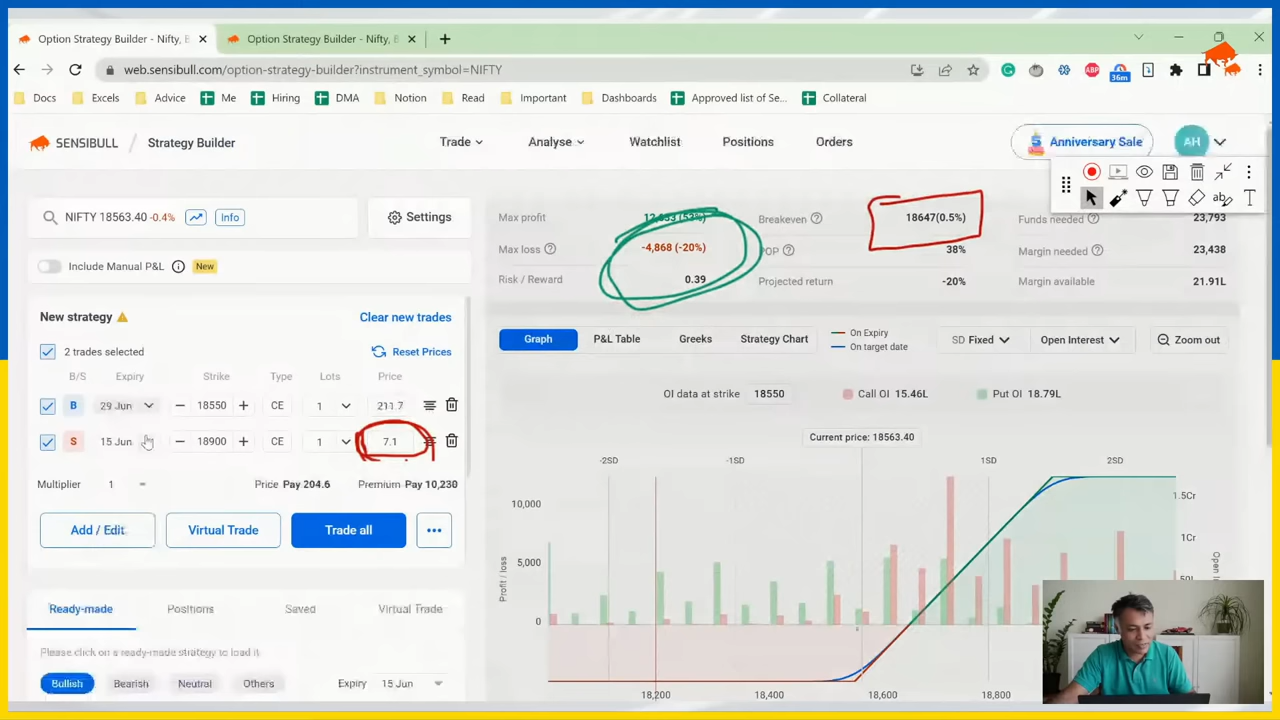 Option Strategy Builder - Nifty, B
Option Strategy Builder - Nifty, B
web.sensibull.com/option-strategy-builder?instrument_symbol=NIFTY
ABP
36m
Docs
Excels
Advice
Me
Hiring
DMA
Notion
Read
Important
Dashboards
Approved list of Se...
Collateral
SENSIBULL / Strategy Builder
Trade
Analyse
Watchlist
Positions
Orders
Anniversary Sale
AH
NIFTY 18563.40 -0.4%
Info
Settings
Include Manual P&L
New
Max profit
Max loss
-4,868 (-20%)
Risk / Reward
0.39
Breakeven
18647(0.5%)
38%
Projected return
-20%
Funds needed
23,793
Margin needed
23,438
Margin available
21.91L
New strategy
Clear new trades
2 trades selected
Reset Prices
B/S Expiry Strike TYPE Lots Price
B 29 Jun - 18550 + CE 1 211.7
S 15 Jun - 18900 + CE 1 7.1
Multiplier 1
Price Pay 204.6
Premium Pay 10,230
Add / Edit
Virtual Trade
Trade all
Ready-made
Positions
Saved
Virtual Trade
Please click on a ready-made strategy to load it
Bullish
Bearish
Neutral
Others
Expiry 15 Jun
Graph
P&L Table
Greeks
Strategy Chart
On Expiry
On target date
SD Fixed
Open Interest
Zoom out
OI data at strike 18550
Call OI 15.46L
Put OI 18.79L
Current price: 18563.40
-2SD
-1SD
1SD
2SD
10,000
5,000
0
Profit / loss
1.5Cr
1Cr
18,200
18,400
18,600
18,800